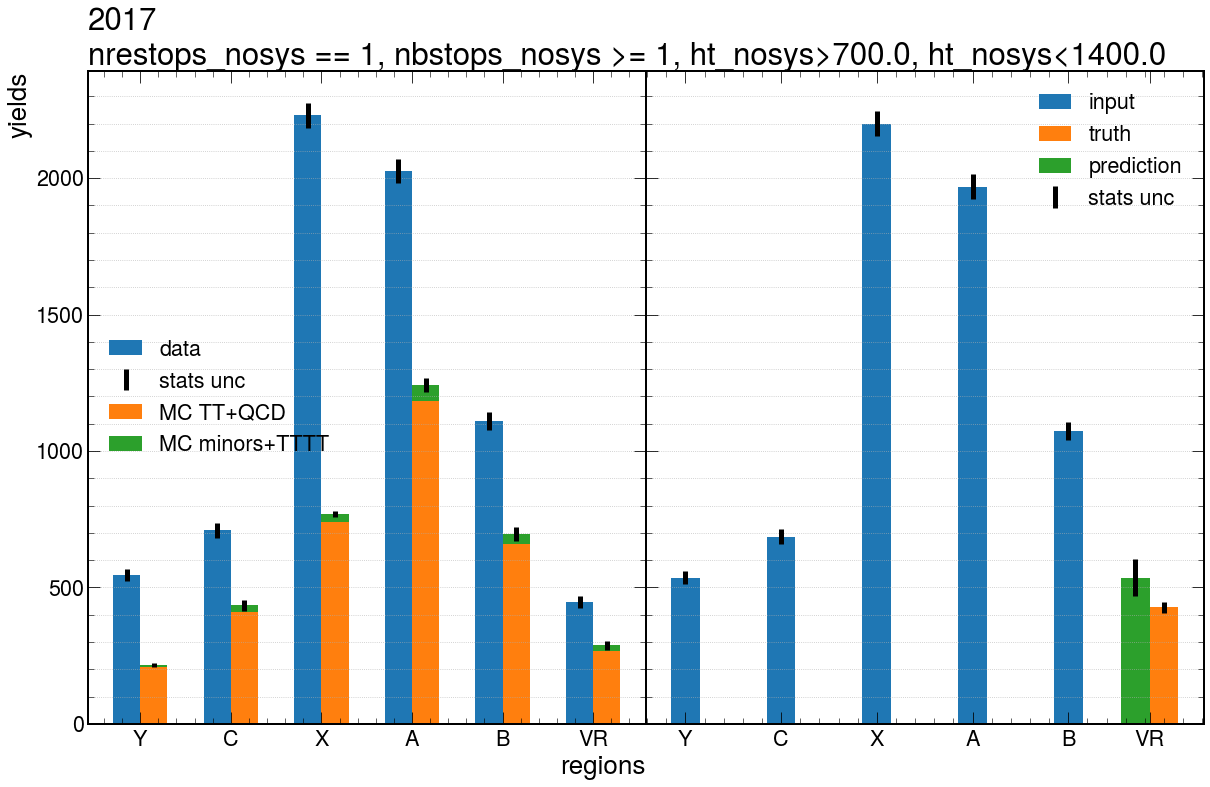 2017
nrestops_nosys == 1, nbstops_nosys >= 1, ht_nosys>700.0, ht_nosys<1400.0
yields
2000
1500
1000
500
0
data
stats unc
MC TT+QCD
MC minors+TTTT
Y C X A B VR
input
truth
prediction
stats unc
Y C X A B VR
regions